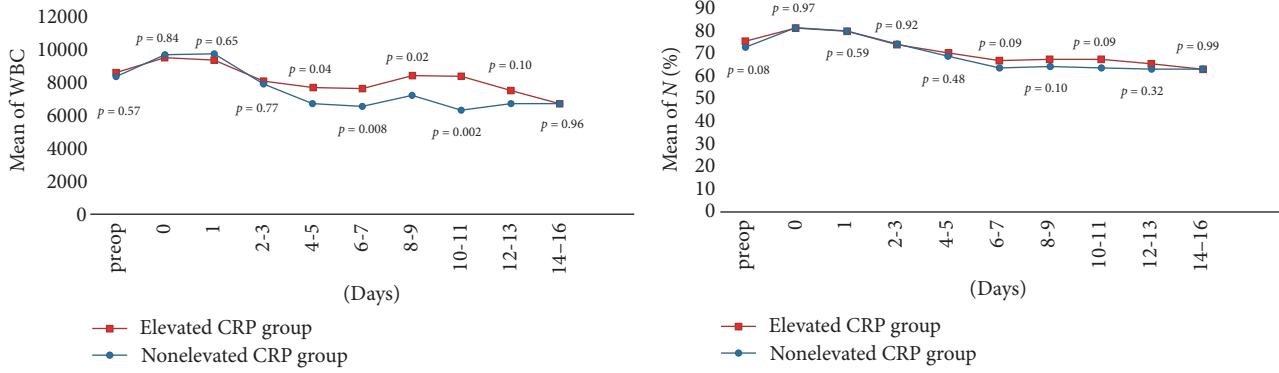 12000
10000
8000
6000
4000
2000
0
Mean of WBC
p = 0.57
p = 0.84
p = 0.65
p = 0.77
p = 0.04
p = 0.008
p = 0.02
p = 0.002
p = 0.10
p = 0.96
preop
0
1
2-3
4-5
6-7
8-9
10-11
12-13
14–16
(Days)
Elevated CRP group
Nonelevated CRP group
90
80
70
60
50
40
30
20
10
0
Mean of N (%)
p = 0.08
p = 0.97
p = 0.59
p = 0.92
p = 0.48
p = 0.09
p = 0.10
p = 0.09
p = 0.32
p = 0.99
preop
0
1
2-3
4-5
6-7
8-9
10-11
12-13
14–16
(Days)
Elevated CRP group
Nonelevated CRP group